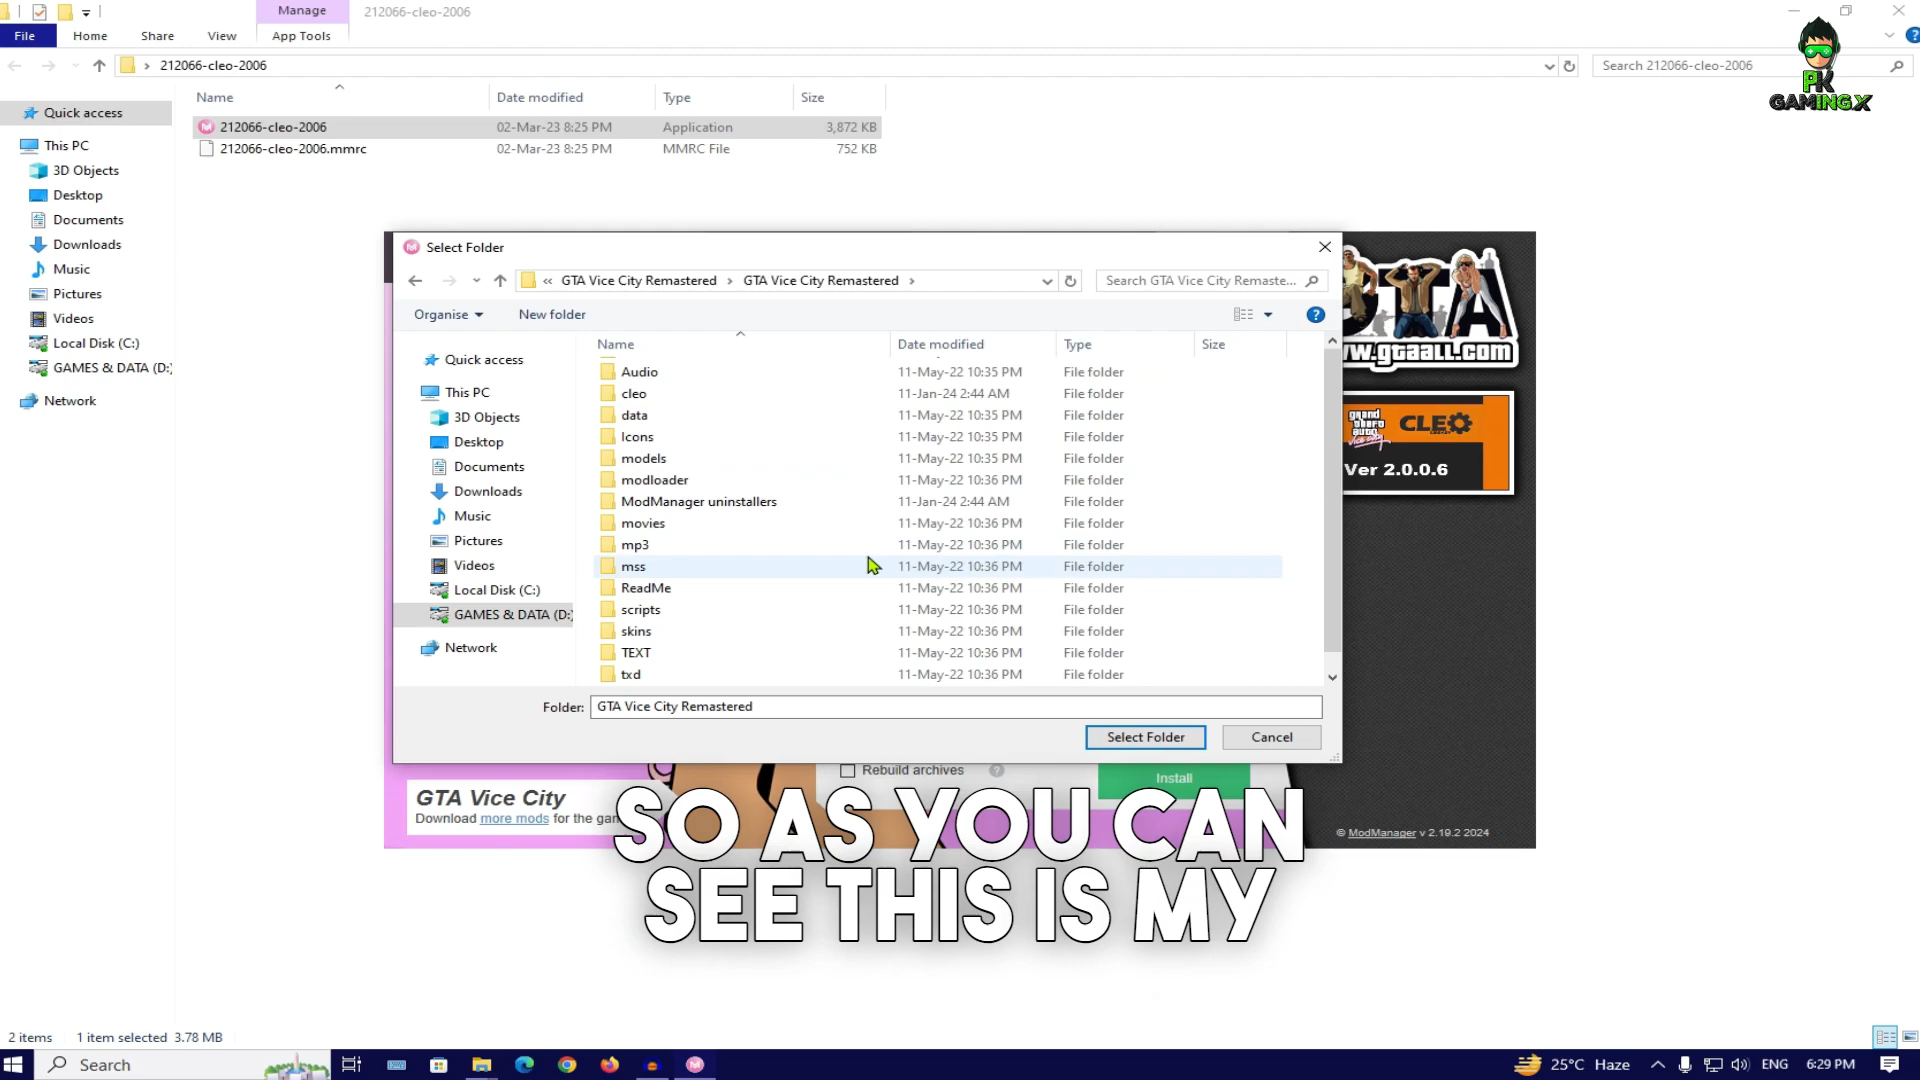 Manage
212066-cleo-2006
File
Home
Share
View
App Tools
212066-cleo-2006
Search 212066-cleo-2006
PK
GAMINGX
Name
Date modified
Type
Size
212066-cleo-2006
02-Mar-23 8:25 PM
Application
3,872 KB
212066-cleo-2006.mmrc
02-Mar-23 8:25 PM
MMRC File
752 KB
Quick access
This PC
3D Objects
Desktop
Documents
Downloads
Music
Pictures
Videos
Local Disk (C:)
GAMES & DATA (D:)
Network
Select Folder
« GTA Vice City Remastered › GTA Vice City Remastered ›
Search GTA Vice City Remaste...
Organise
New folder
Quick access
This PC
3D Objects
Desktop
Documents
Downloads
Music
Pictures
Videos
Local Disk (C:)
GAMES & DATA (D:)
Network
Name Date modified Type Size
Audio 11-May-22 10:35 PM File folder
cleo 11-Jan-24 2:44 AM File folder
data 11-May-22 10:35 PM File folder
Icons 11-May-22 10:35 PM File folder
models 11-May-22 10:35 PM File folder
modloader 11-May-22 10:36 PM File folder
ModManager uninstallers 11-Jan-24 2:44 AM File folder
movies 11-May-22 10:36 PM File folder
mp3 11-May-22 10:36 PM File folder
mss 11-May-22 10:36 PM File folder
ReadMe 11-May-22 10:36 PM File folder
scripts 11-May-22 10:36 PM File folder
skins 11-May-22 10:36 PM File folder
TEXT 11-May-22 10:36 PM File folder
txd 11-May-22 10:36 PM File folder
Folder: GTA Vice City Remastered
Select Folder
Cancel
GTA
ww.gtaall.com
grand
theft
auto
Vice City
CLEO
Ver 2.0.0.6
Rebuild archives
Install
GTA Vice City
Download more mods for the gam
© ModManager v 2.19.2 2024
SO AS YOU CAN
SEE THIS IS MY
2 items 1 item selected 3.78 MB
Search
25°C Haze
ENG
6:29 PM